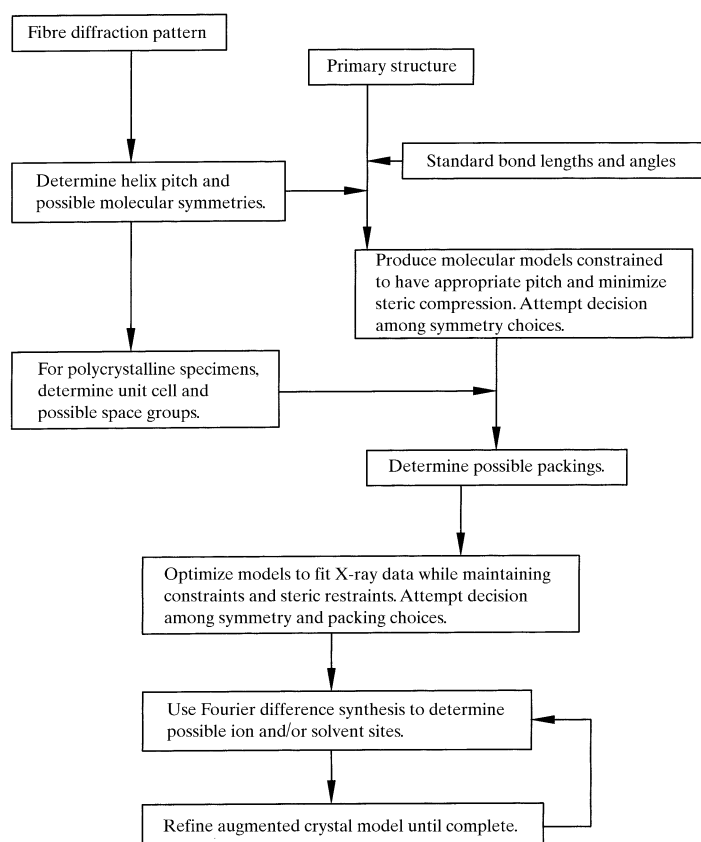 Fibre diffraction pattern
Primary structure
Standard bond lengths and angles
Determine helix pitch and
possible molecular symmetries.
Produce molecular models constrained
to have appropriate pitch and minimize
steric compression. Attempt decision
among symmetry choices.
For polycrystalline specimens,
determine unit cell and
possible space groups.
Determine possible packings.
Optimize models to fit X-ray data while maintaining
constraints and steric restraints. Attempt decision
among symmetry and packing choices.
Use Fourier difference synthesis to determine
possible ion and/or solvent sites.
Refine augmented crystal model until complete.